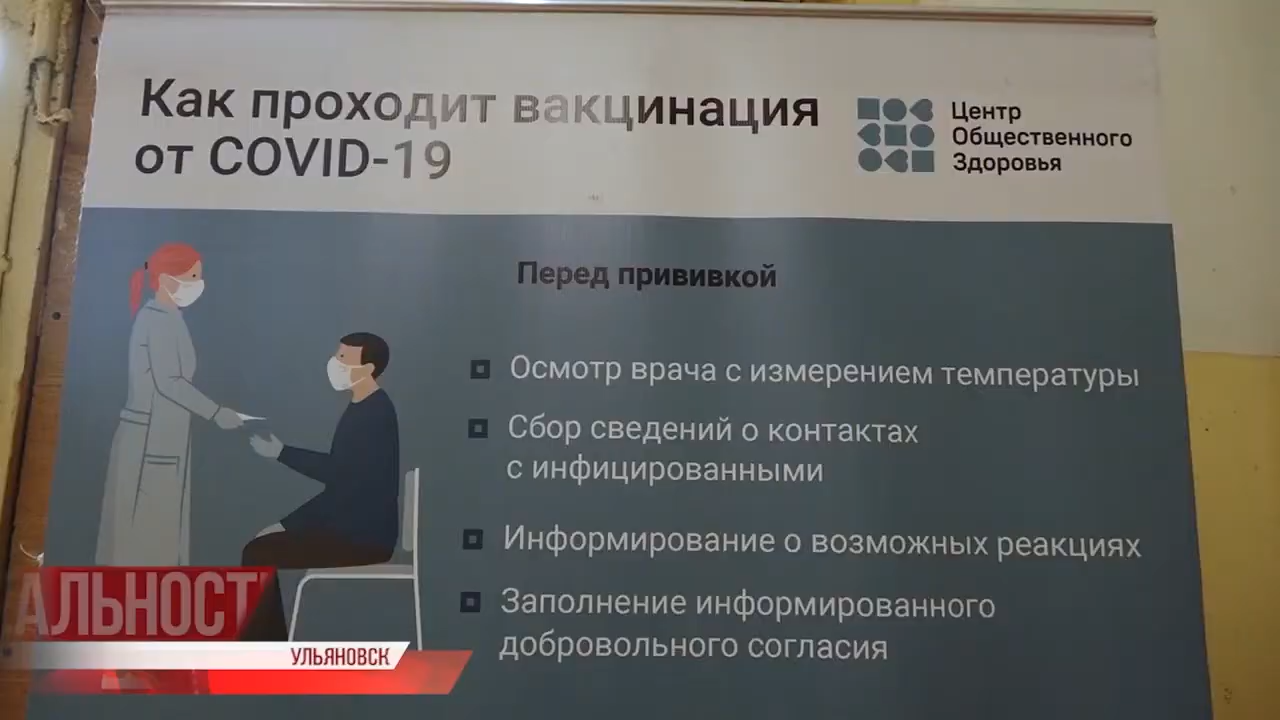 Как проходит вакцинация
от COVID-19
Центр
Общественного
Здоровья
Перед прививкой
Осмотр врача с измерением температуры
Сбор сведений о контактах
с инфицированными
Информирование о возможных реакциях
Заполнение информированного
добровольного согласия
АЛЬНОСТ
УЛЬЯНОВСК